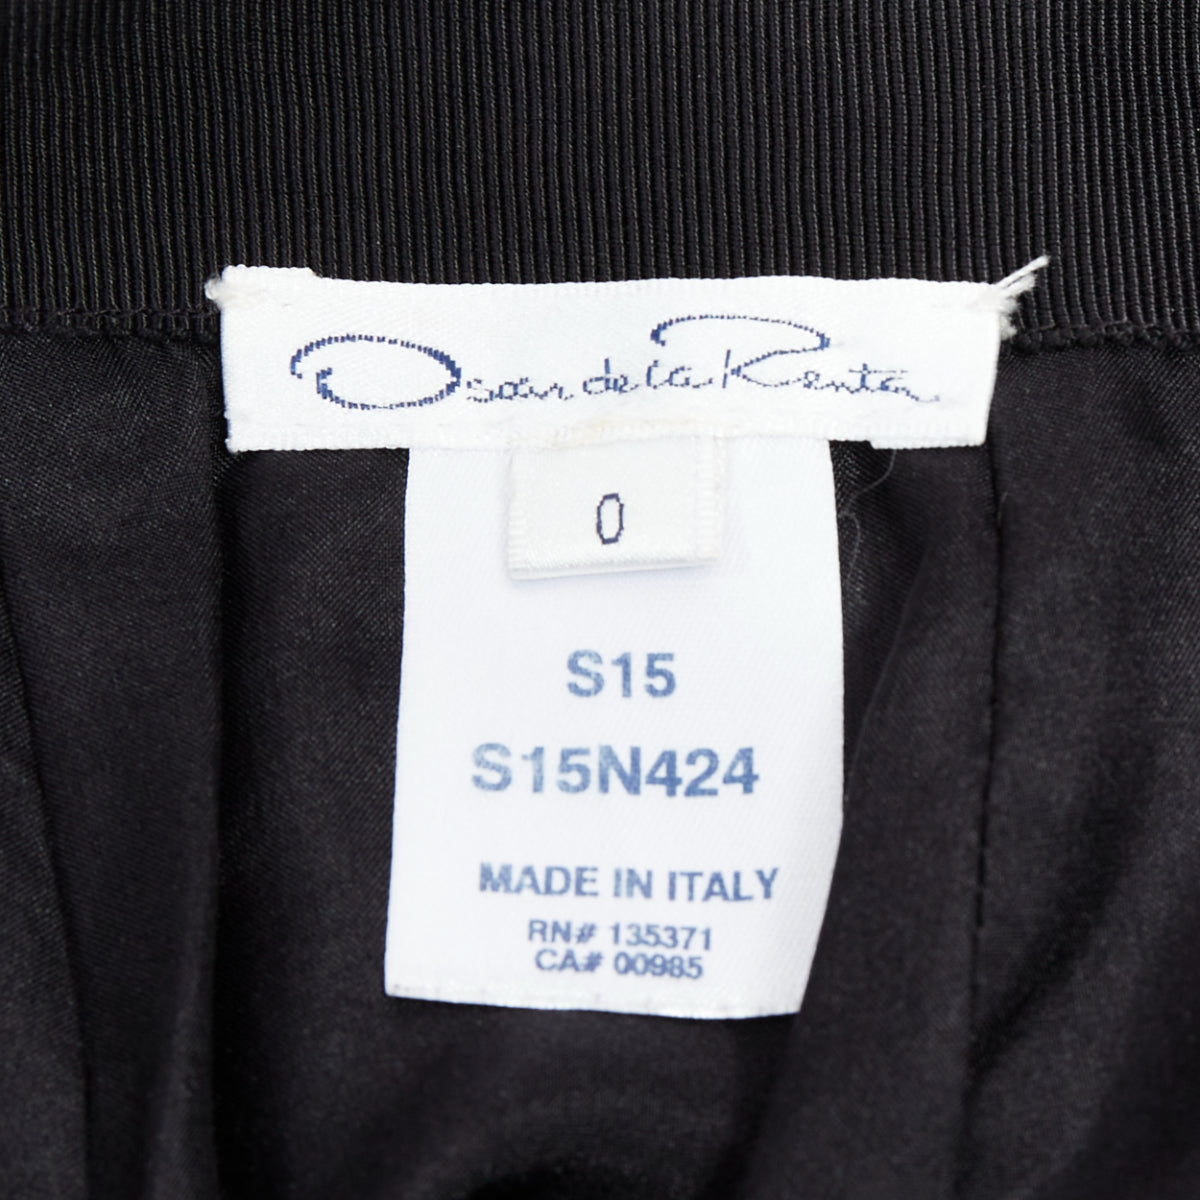 Oscar de la Renta
0
S15
S15N424
MADE IN ITALY
RN# 135371
CA# 00985